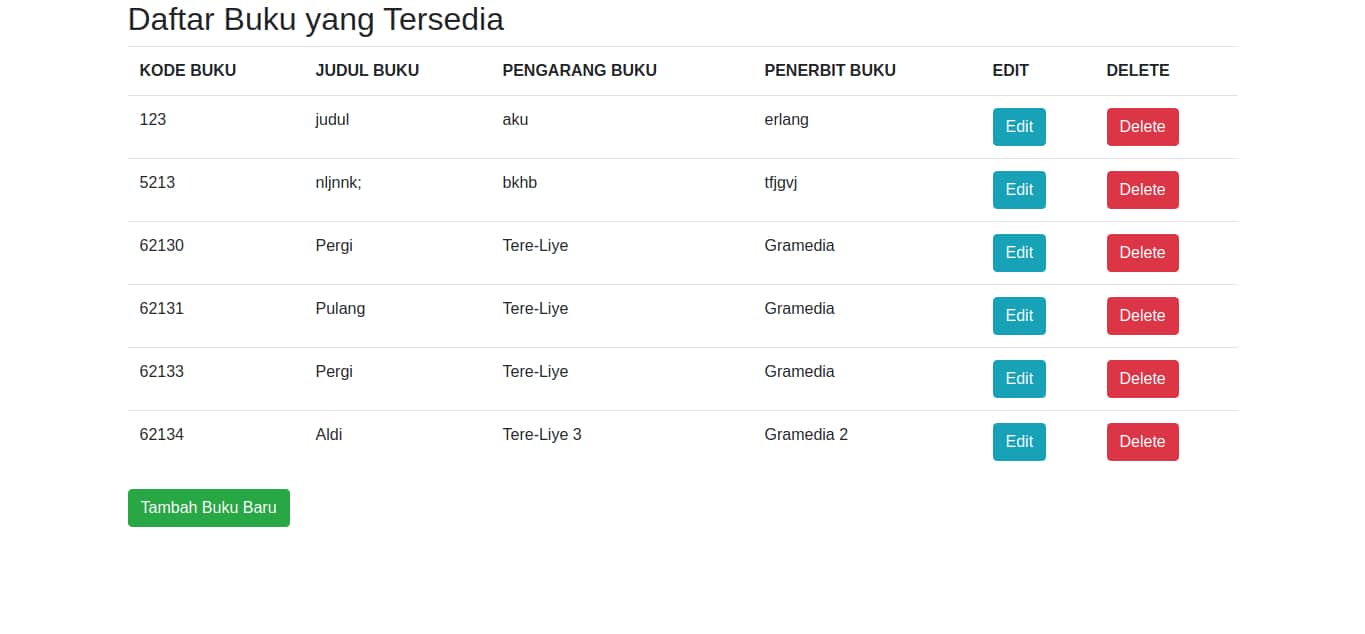 Daftar Buku yang Tersedia
KODE BUKU JUDUL BUKU PENGARANG BUKU PENERBIT BUKU EDIT DELETE
123 judul aku erlang Edit Delete
5213 nljnnk; bkhb tfjgvj Edit Delete
62130 Pergi Tere-Liye Gramedia Edit Delete
62131 Pulang Tere-Liye Gramedia Edit Delete
62133 Pergi Tere-Liye Gramedia Edit Delete
62134 Aldi Tere-Liye 3 Gramedia 2 Edit Delete
Tambah Buku Baru